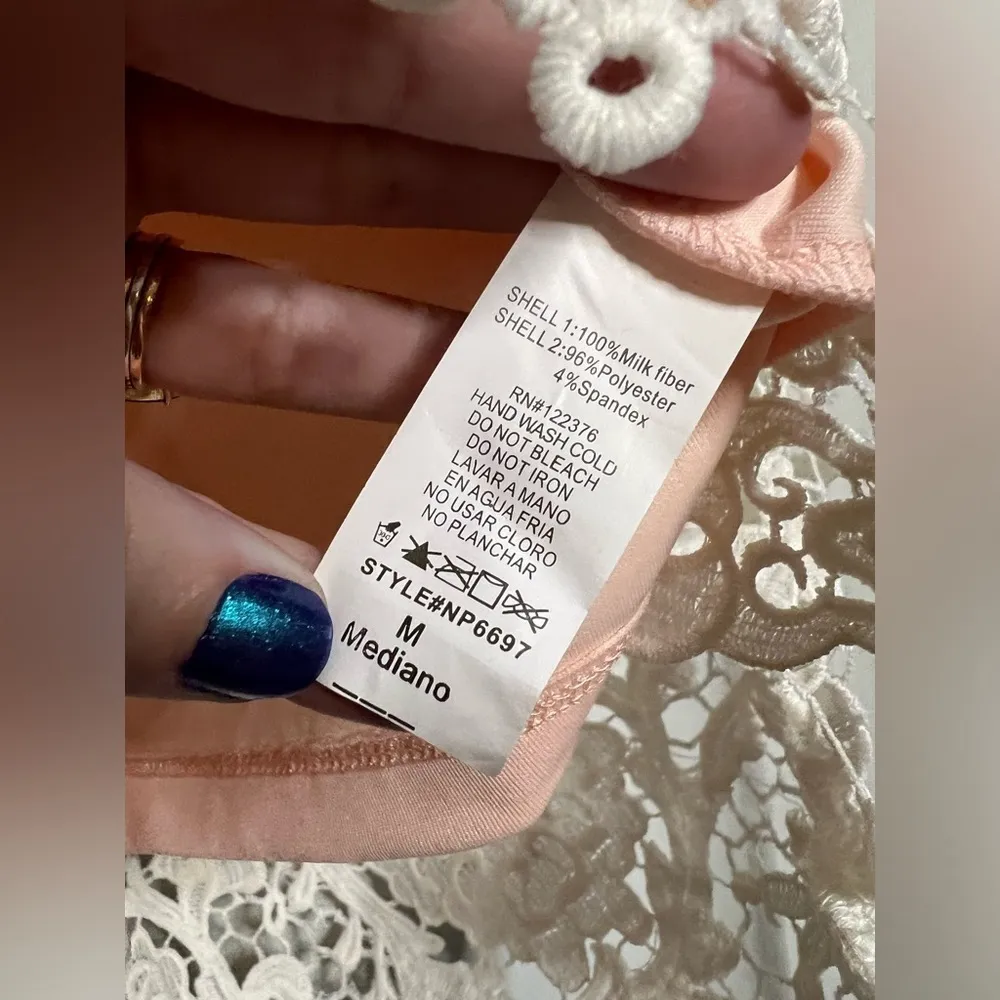 SHELL 1:100%Milk fiber
SHELL 2:96%Polyester
4%Spandex
RN#122376
HAND WASH COLD
DO NOT BLEACH
DO NOT IRON
LAVAR A MANO
EN AGUA FRIA
NO USAR CLORO
NO PLANCHAR
STYLE#NP6697
M
Mediano